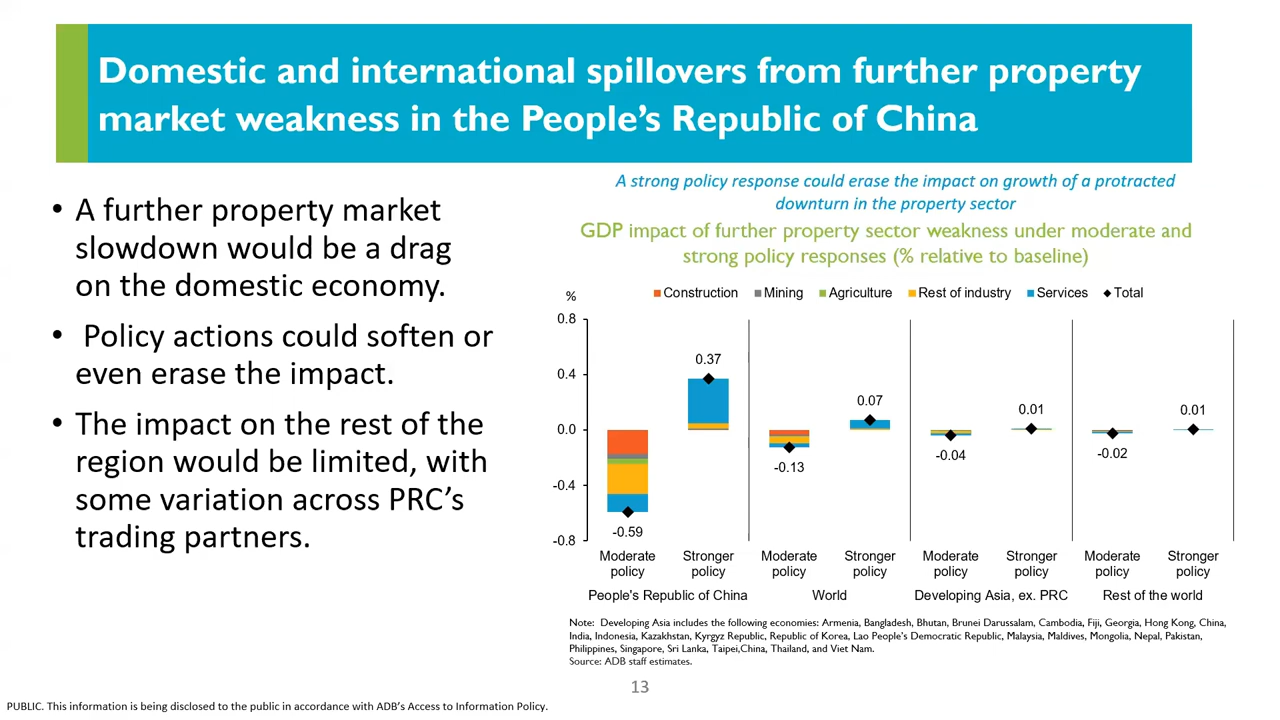 Domestic and international spillovers from further property
market weakness in the People's Republic of China
• A further property market
slowdown would be a drag
on the domestic economy.
• Policy actions could soften or
even erase the impact.
• The impact on the rest of the
region would be limited, with
some variation across PRC's
trading partners.
A strong policy response could erase the impact on growth of a protracted
downturn in the property sector
GDP impact of further property sector weakness under moderate and
strong policy responses (% relative to baseline)
%
Construction Mining Agriculture Rest of industry Services Total
0.8
0.4
0.0
-0.4
-0.8
-0.59
0.37
-0.13
0.07
-0.04
0.01
-0.02
0.01
Moderate
policy
Stronger
policy
Moderate
policy
Stronger
policy
Moderate
policy
Stronger
policy
Moderate
policy
Stronger
policy
People's Republic of China
World
Developing Asia, ex. PRC
Rest of the world
Note: Developing Asia includes the following economies: Armenia, Bangladesh, Bhutan, Brunei Darussalam, Cambodia, Fiji, Georgia, Hong Kong, China,
India, Indonesia, Kazakhstan, Kyrgyz Republic, Republic of Korea, Lao People's Democratic Republic, Malaysia, Maldives, Mongolia, Nepal, Pakistan,
Philippines, Singapore, Sri Lanka, Taipei,China, Thailand, and Viet Nam.
Source: ADB staff estimates.
13
PUBLIC. This information is being disclosed to the public in accordance with ADB's Access to Information Policy.